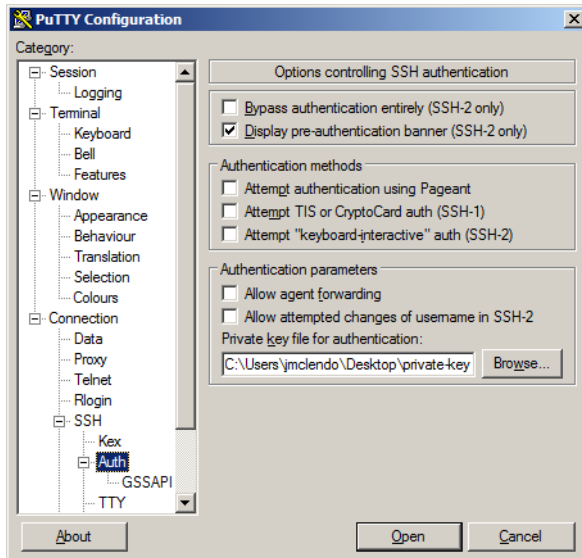 PuTTY Configuration
Category:
Session
Logging
Terminal
Keyboard
Bell
Features
Window
Appearance
Behaviour
Translation
Selection
Colours
Connection
Data
Proxy
Telnet
Rlogin
SSH
Kex
Auth
GSSAPI
TTY
Options controlling SSH authentication
Bypass authentication entirely (SSH-2 only)
Display pre-authentication banner (SSH-2 only)
Authentication methods
Attempt authentication using Pageant
Attempt TIS or CryptoCard auth (SSH-1)
Attempt "keyboard-interactive" auth (SSH-2)
Authentication parameters
Allow agent forwarding
Allow attempted changes of username in SSH-2
Private key file for authentication:
C:\Users\jmclendo\Desktop\private-key Browse...
About Open Cancel